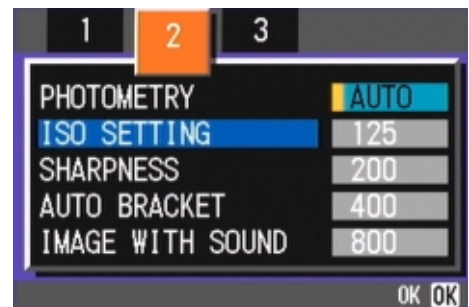 1 2 3
PHOTOMETRY AUTO
ISO SETTING 125
SHARPNESS 200
AUTO BRACKET 400
IMAGE WITH SOUND 800
OK OK